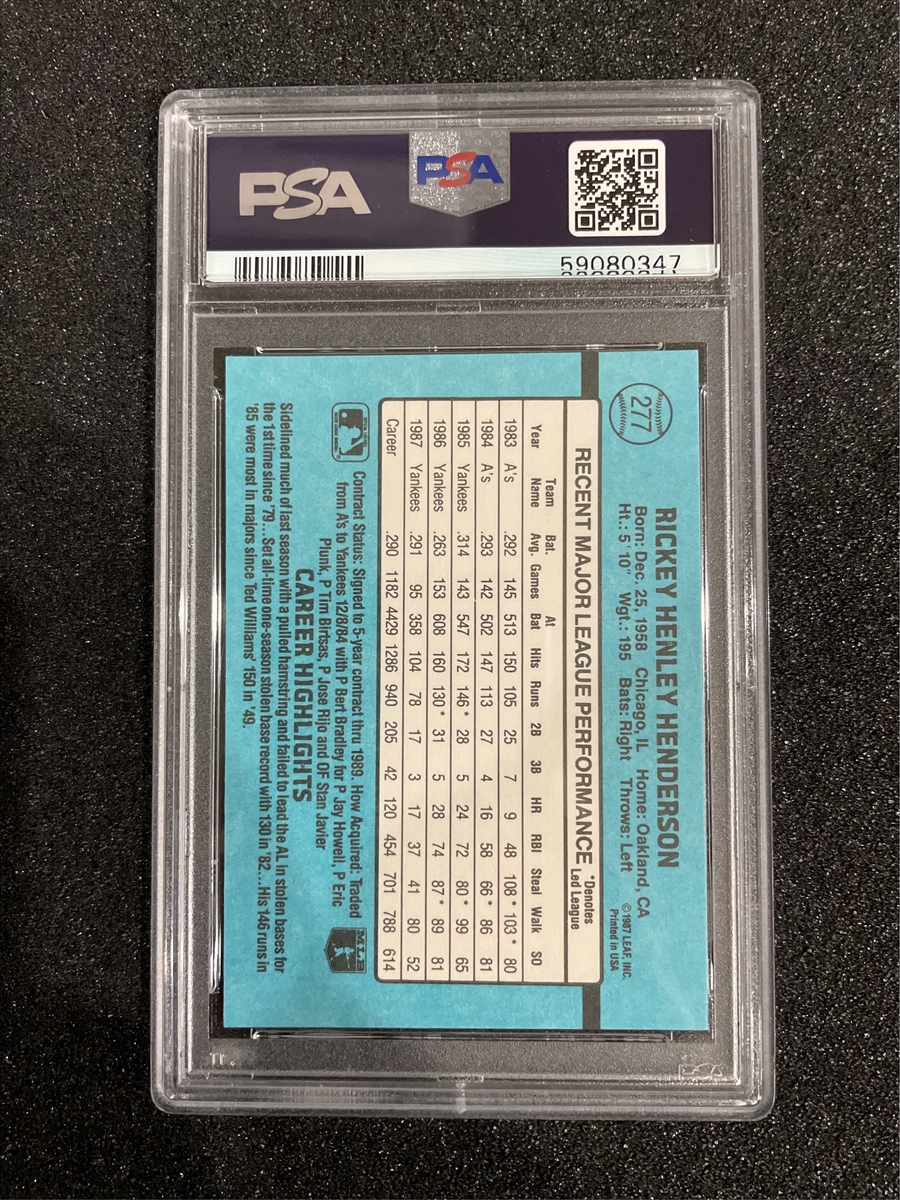 PSA
PSA
59080347
277
RICKEY HENLEY HENDERSON
Born: Dec. 25, 1958 Chicago, IL Home: Oakland, CA
Ht.: 5' 10" Wgt.: 195 Bats: Right Throws: Left
©1987 LEAF, INC.
Printed in USA
RECENT MAJOR LEAGUE PERFORMANCE
*Denotes
Led League
Year Team Name Bat. Avg. Games At Bat Hits Runs 2B 3B HR RBI Steal Walk SO
1983 A's .292 145 513 150 105 25 7 9 48 108* 103* 80
1984 A's .293 142 502 147 113 27 4 16 58 66* 86 81
1985 Yankees .314 143 547 172 146* 28 5 24 72 80* 99 65
1986 Yankees .263 153 608 160 130* 31 5 28 74 87* 89 81
1987 Yankees .291 95 358 104 78 17 3 17 37 41 80 52
Career .290 1182 4429 1286 940 205 42 120 454 701 788 614
Contract Status: Signed to 5-year contract thru 1989. How Acquired: Traded
from A's to Yankees 12/8/84 with P Bert Bradley for P Jay Howell, P Eric
Plunk, P Tim Birtsas, P Jose Rijo and OF Stan Javier
MLB
CAREER HIGHLIGHTS
Sidelined much of last season with a pulled hamstring and failed to lead the AL in stolen bases for
the 1st time since '79...Set all-time one-season stolen base record with 130 in '82...His 146 runs in
'85 were most in majors since Ted Williams' 150 in '49.